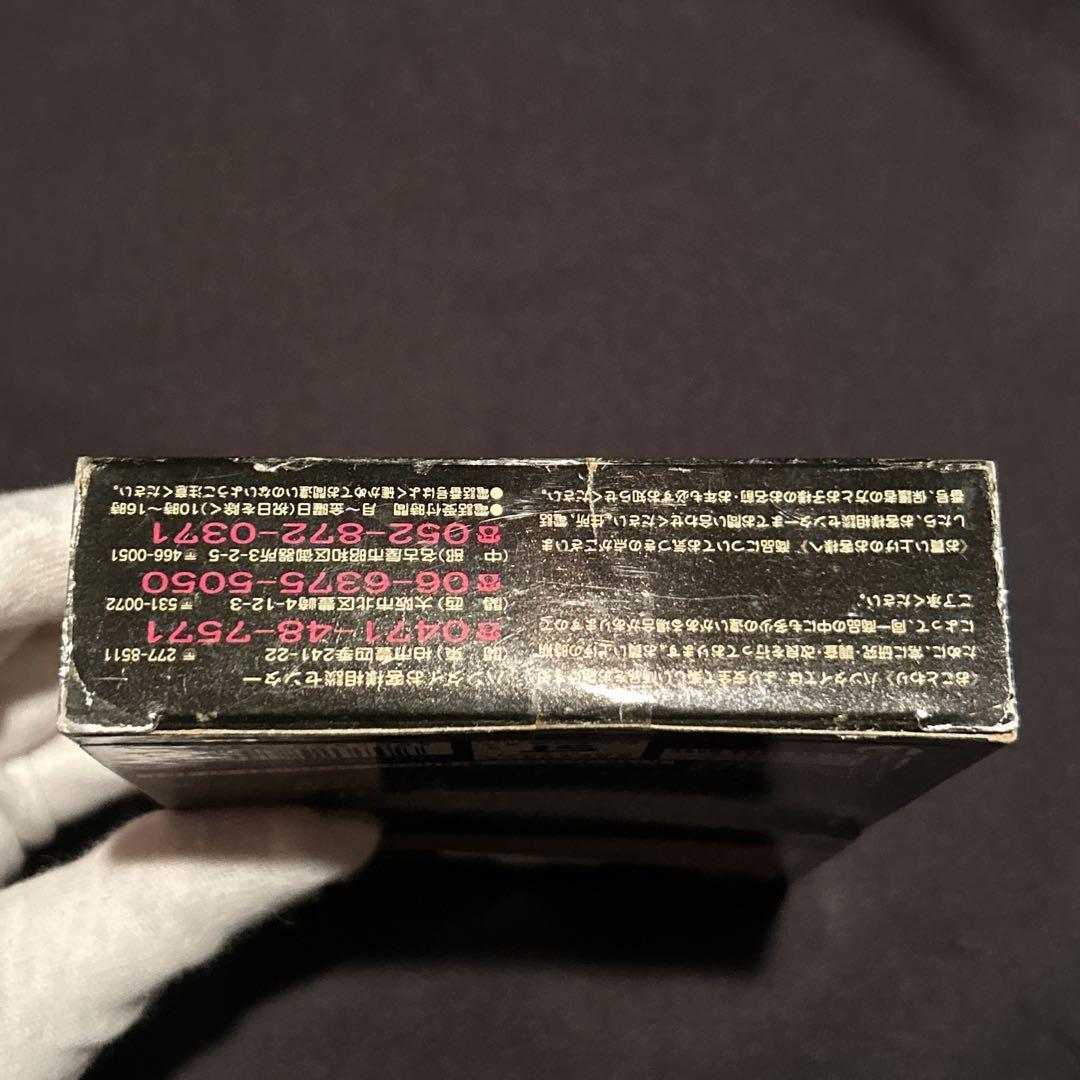 《おことわり》バンダイでは、より安全で楽しい商品をお届けする
ために、常に研究・調査・改良を行っております。お買い上げの時期
によって、同一商品の中にも多少の違いがある場合がありますので
ご了承ください。
《お買い上げのお客様へ》商品についてお気づきの点がございま
したら、お客様相談センターまでお問い合わせください。住所、電話
番号、保護者の方とお子様のお名前・お年も必ずお知らせください。
バンダイお客様相談センター
(関 東)柏市豊四季241-22 〒277-8511
☎0471-48-7571
(関 西)大阪市北区豊崎4-12-3 〒531-0072
☎06-6375-5050
(中 部)名古屋市昭和区御器所3-2-5 〒466-0051
☎052-872-0371
●電話受付時間 月〜金曜日(祝日を除く)10時〜16時
●電話番号はよく確かめてお間違いのないようご注意ください。
ST